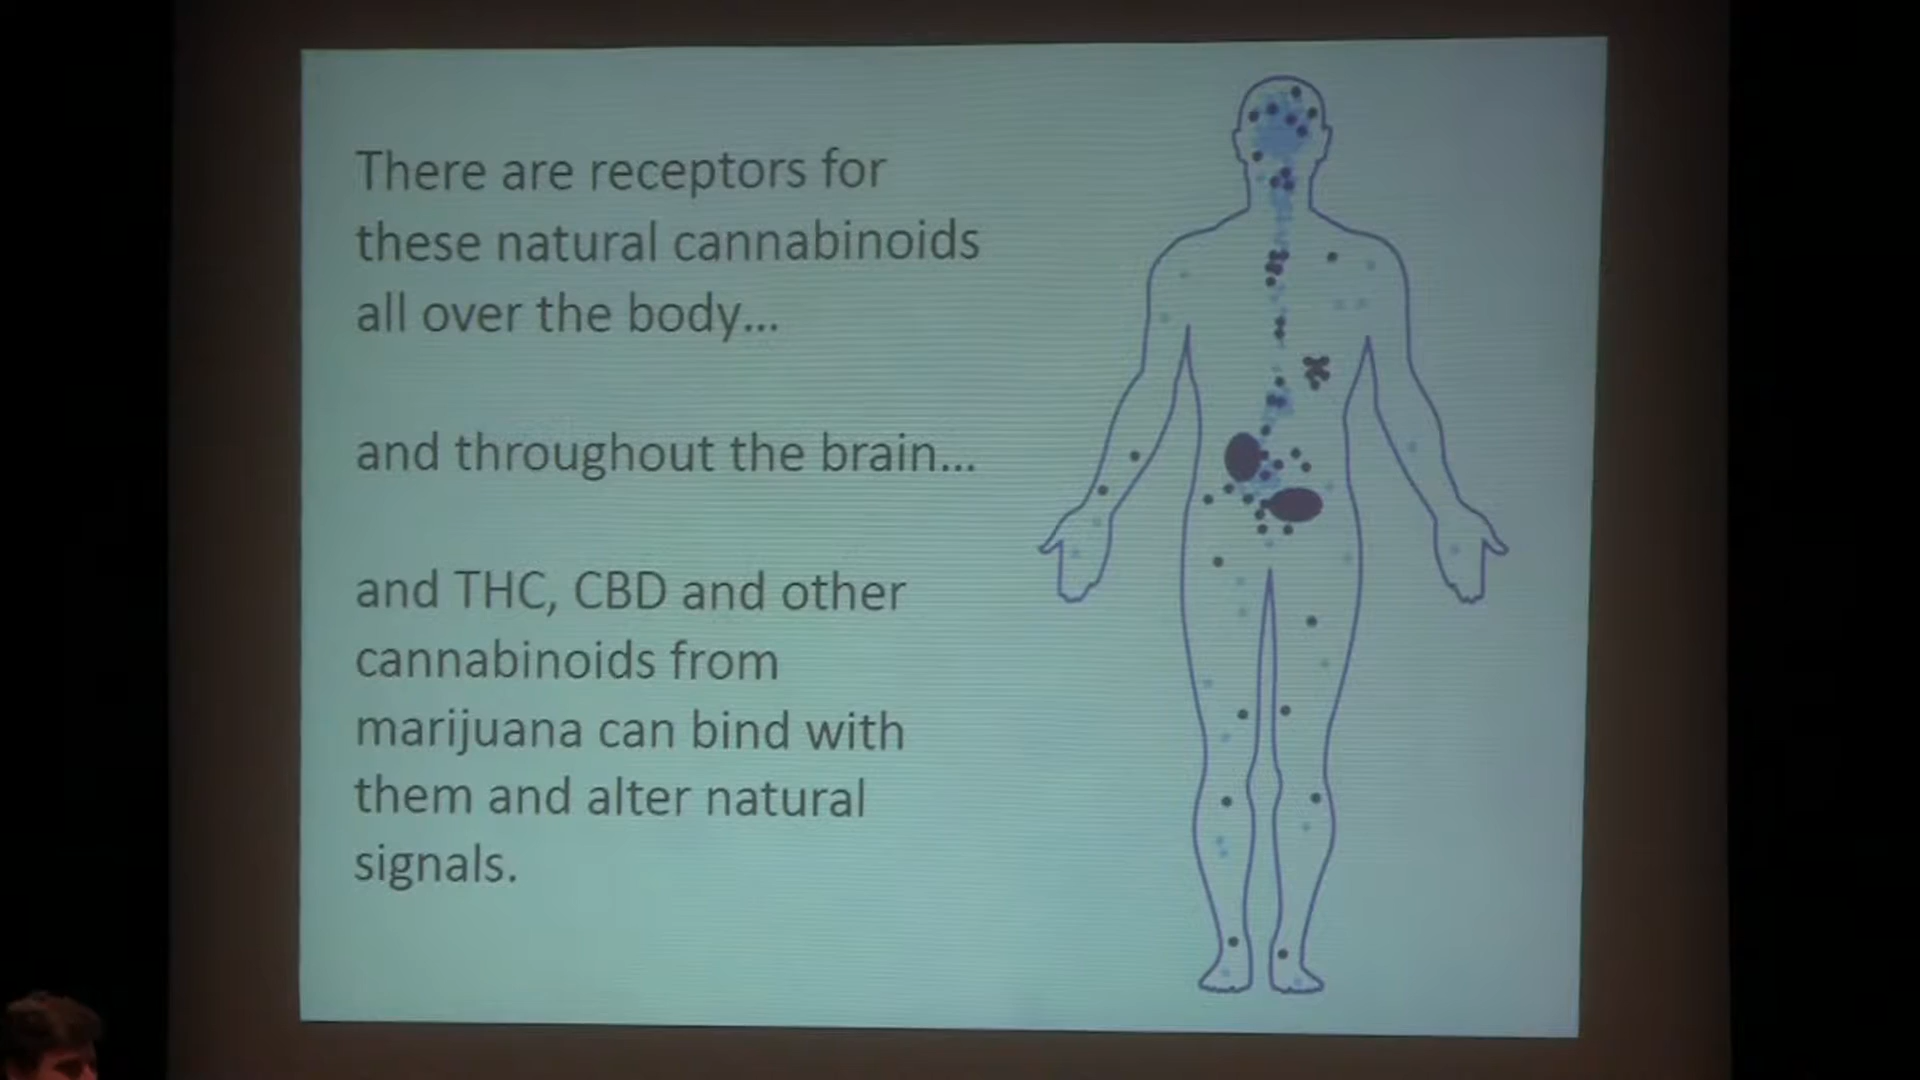 There are receptors for
these natural cannabinoids
all over the body...
and throughout the brain...
and THC, CBD and other
cannabinoids from
marijuana can bind with
them and alter natural
signals.